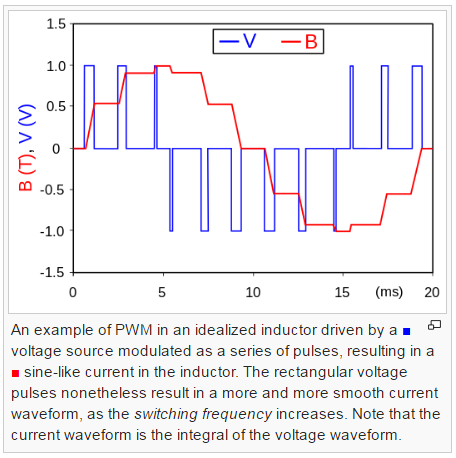 1.5
V B
1.0
0.5
0
-0.5
-1.0
-1.5
B (T), V (V)
0 5 10 15 (ms) 20
An example of PWM in an idealized inductor driven by a ■
voltage source modulated as a series of pulses, resulting in a
■ sine-like current in the inductor. The rectangular voltage
pulses nonetheless result in a more and more smooth current
waveform, as the switching frequency increases. Note that the
current waveform is the integral of the voltage waveform.